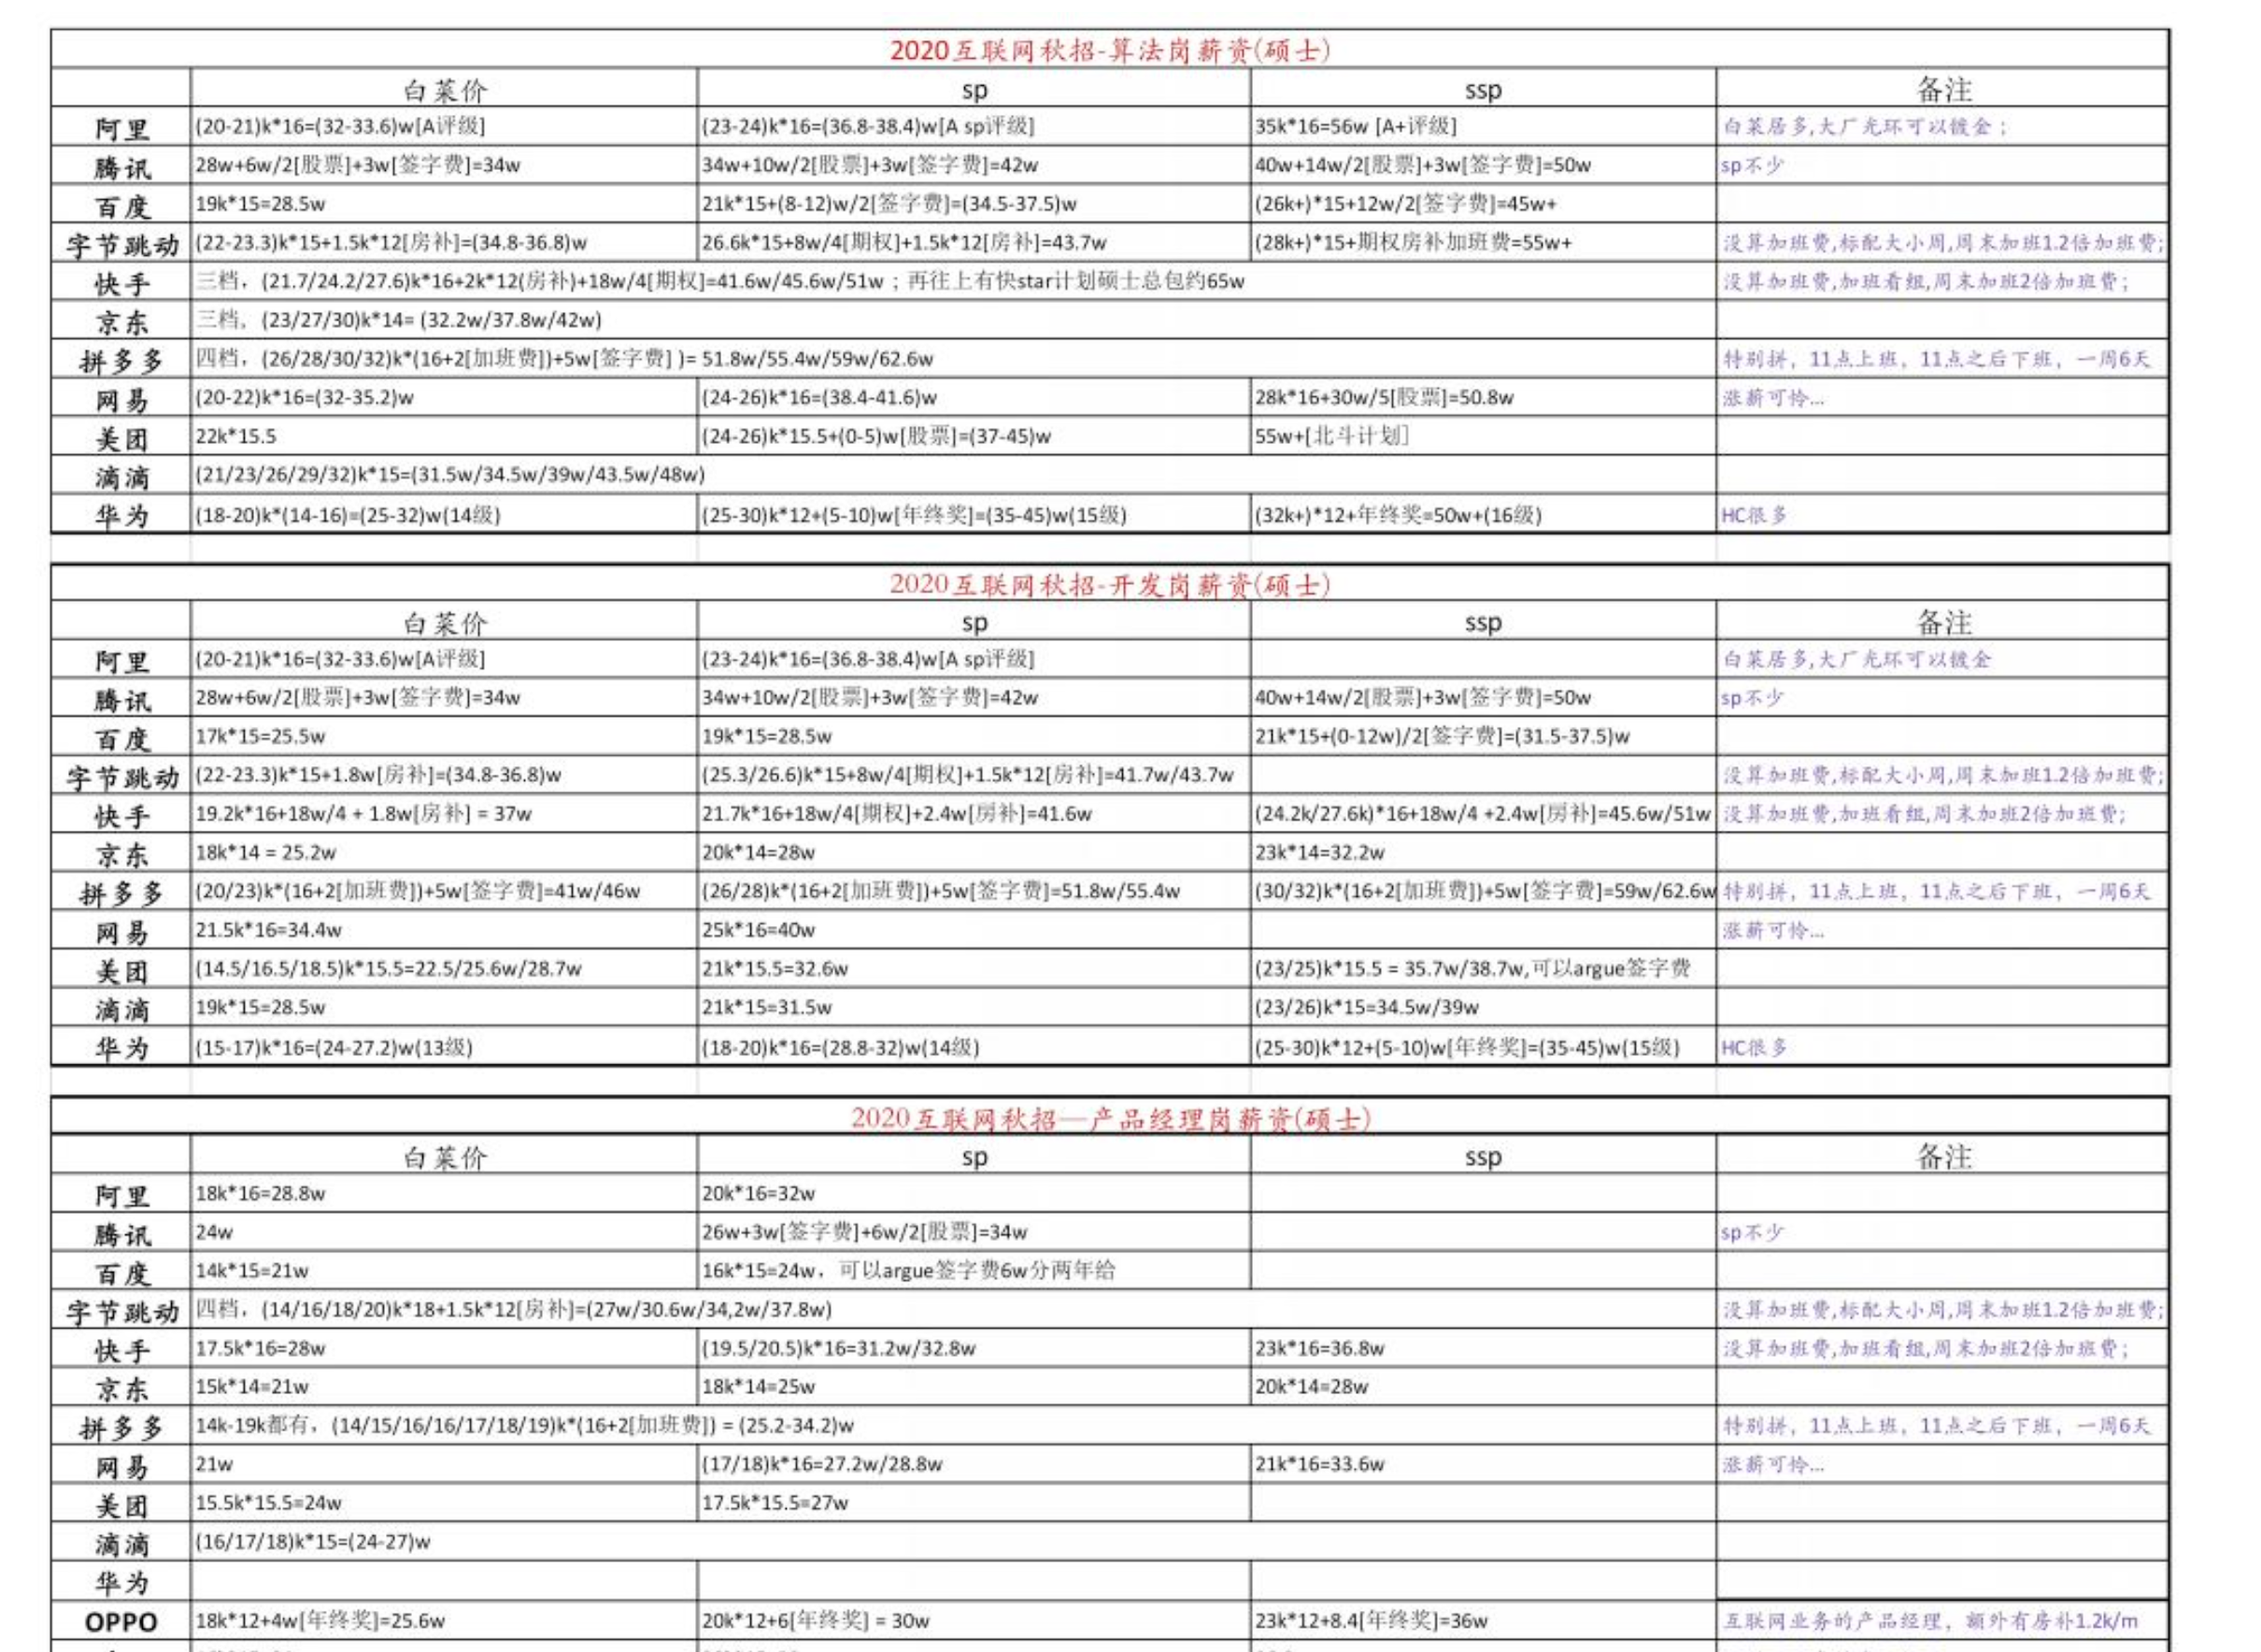 2020互联网秋招-算法岗薪资(硕士)
白菜价 sp ssp 备注
阿里 (20-21)k*16=(32-33.6)w[A评级] (23-24)k*16=(36.8-38.4)w[A sp评级] 35k*16=56w [A+评级] 白菜居多,大厂光环可以镀金；
腾讯 28w+6w/2[股票]+3w[签字费]=34w 34w+10w/2[股票]+3w[签字费]=42w 40w+14w/2[股票]+3w[签字费]=50w sp不少
百度 19k*15=28.5w 21k*15+(8-12)w/2[签字费]=(34.5-37.5)w (26k+)*15+12w/2[签字费]=45w+
字节跳动 (22-23.3)k*15+1.5k*12[房补]=(34.8-36.8)w 26.6k*15+8w/4[期权]+1.5k*12[房补]=43.7w (28k+)*15+期权房补加班费=55w+ 没算加班费,标配大小周,周末加班1.2倍加班费;
快手 三档，(21.7/24.2/27.6)k*16+2k*12(房补)+18w/4[期权]=41.6w/45.6w/51w；再往上有快star计划硕士总包约65w 没算加班费,加班看组,周末加班2倍加班费；
京东 三档, (23/27/30)k*14= (32.2w/37.8w/42w)
拼多多 四档，(26/28/30/32)k*(16+2[加班费])+5w[签字费] )= 51.8w/55.4w/59w/62.6w 特别拼，11点上班，11点之后下班，一周6天
网易 (20-22)k*16=(32-35.2)w (24-26)k*16=(38.4-41.6)w 28k*16+30w/5[股票]=50.8w 涨薪可怜...
美团 22k*15.5 (24-26)k*15.5+(0-5)w[股票]=(37-45)w 55w+[北斗计划］
滴滴 (21/23/26/29/32)k*15=(31.5w/34.5w/39w/43.5w/48w)
华为 (18-20)k*(14-16)=(25-32)w(14级) (25-30)k*12+(5-10)w[年终奖]=(35-45)w(15级) (32k+)*12+年终奖=50w+(16级) HC很多
2020互联网秋招-开发岗薪资(硕士)
白菜价 sp ssp 备注
阿里 (20-21)k*16=(32-33.6)w[A评级] (23-24)k*16=(36.8-38.4)w[A sp评级] 白菜居多,大厂光环可以镀金
腾讯 28w+6w/2[股票]+3w[签字费]=34w 34w+10w/2[股票]+3w[签字费]=42w 40w+14w/2[股票]+3w[签字费]=50w sp不少
百度 17k*15=25.5w 19k*15=28.5w 21k*15+(0-12w)/2[签字费]=(31.5-37.5)w
字节跳动 (22-23.3)k*15+1.8w[房补]=(34.8-36.8)w (25.3/26.6)k*15+8w/4[期权]+1.5k*12[房补]=41.7w/43.7w 没算加班费,标配大小周,周末加班1.2倍加班费;
快手 19.2k*16+18w/4 + 1.8w[房补] = 37w 21.7k*16+18w/4[期权]+2.4w[房补]=41.6w (24.2k/27.6k)*16+18w/4 +2.4w[房补]=45.6w/51w 没算加班费,加班看组,周末加班2倍加班费;
京东 18k*14 = 25.2w 20k*14=28w 23k*14=32.2w
拼多多 (20/23)k*(16+2[加班费])+5w[签字费]=41w/46w (26/28)k*(16+2[加班费])+5w[签字费]=51.8w/55.4w (30/32)k*(16+2[加班费])+5w[签字费]=59w/62.6w 特别拼，11点上班，11点之后下班，一周6天
网易 21.5k*16=34.4w 25k*16=40w 涨薪可怜...
美团 (14.5/16.5/18.5)k*15.5=22.5/25.6w/28.7w 21k*15.5=32.6w (23/25)k*15.5 = 35.7w/38.7w,可以argue签字费
滴滴 19k*15=28.5w 21k*15=31.5w (23/26)k*15=34.5w/39w
华为 (15-17)k*16=(24-27.2)w(13级) (18-20)k*16=(28.8-32)w(14级) (25-30)k*12+(5-10)w[年终奖]=(35-45)w(15级) HC很多
2020互联网秋招—产品经理岗薪资(硕士)
白菜价 sp ssp 备注
阿里 18k*16=28.8w 20k*16=32w
腾讯 24w 26w+3w[签字费]+6w/2[股票]=34w sp不少
百度 14k*15=21w 16k*15=24w，可以argue签字费6w分两年给
字节跳动 四档，(14/16/18/20)k*18+1.5k*12[房补]=(27w/30.6w/34,2w/37.8w) 没算加班费,标配大小周,周末加班1.2倍加班费;
快手 17.5k*16=28w (19.5/20.5)k*16=31.2w/32.8w 23k*16=36.8w 没算加班费,加班看组,周末加班2倍加班费；
京东 15k*14=21w 18k*14=25w 20k*14=28w
拼多多 14k-19k都有，(14/15/16/16/17/18/19)k*(16+2[加班费]) = (25.2-34.2)w 特别拼，11点上班，11点之后下班，一周6天
网易 21w (17/18)k*16=27.2w/28.8w 21k*16=33.6w 涨薪可怜...
美团 15.5k*15.5=24w 17.5k*15.5=27w
滴滴 (16/17/18)k*15=(24-27)w
华为
OPPO 18k*12+4w[年终奖]=25.6w 20k*12+6[年终奖] = 30w 23k*12+8.4[年终奖]=36w 互联网业务的产品经理，额外有房补1.2k/m